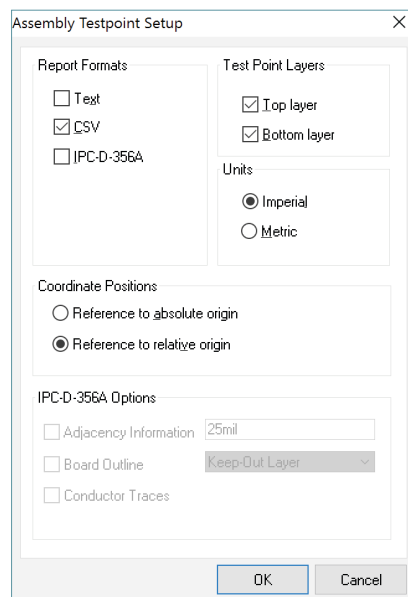 Assembly Testpoint Setup
Report Formats
Text
CSV
IPC-D-356A
Test Point Layers
Top layer
Bottom layer
Units
Imperial
Metric
Coordinate Positions
Reference to absolute origin
Reference to relative origin
IPC-D-356A Options
Adjacency Information 25mil
Board Outline Keep-Out Layer
Conductor Traces
OK Cancel